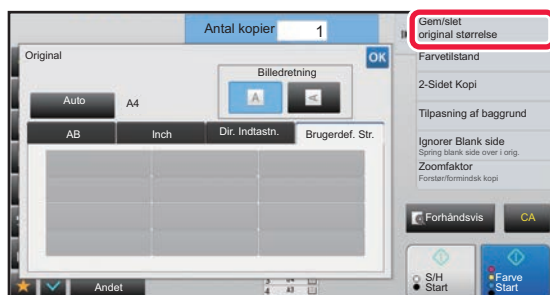 Antal kopier 1
Original
OK
Billedretning
Auto A4
A A
AB Inch Dir. Indtastn. Brugerdef. Str.
Andet
Gem/slet
original størrelse
Farvetilstand
2-Sidet Kopi
Tilpasning af baggrund
Ignorer Blank side
Spring blank side over i orig.
Zoomfaktor
Forstør/formindsk kopi
Forhåndsvis CA
S/H
Start
Farve
Start